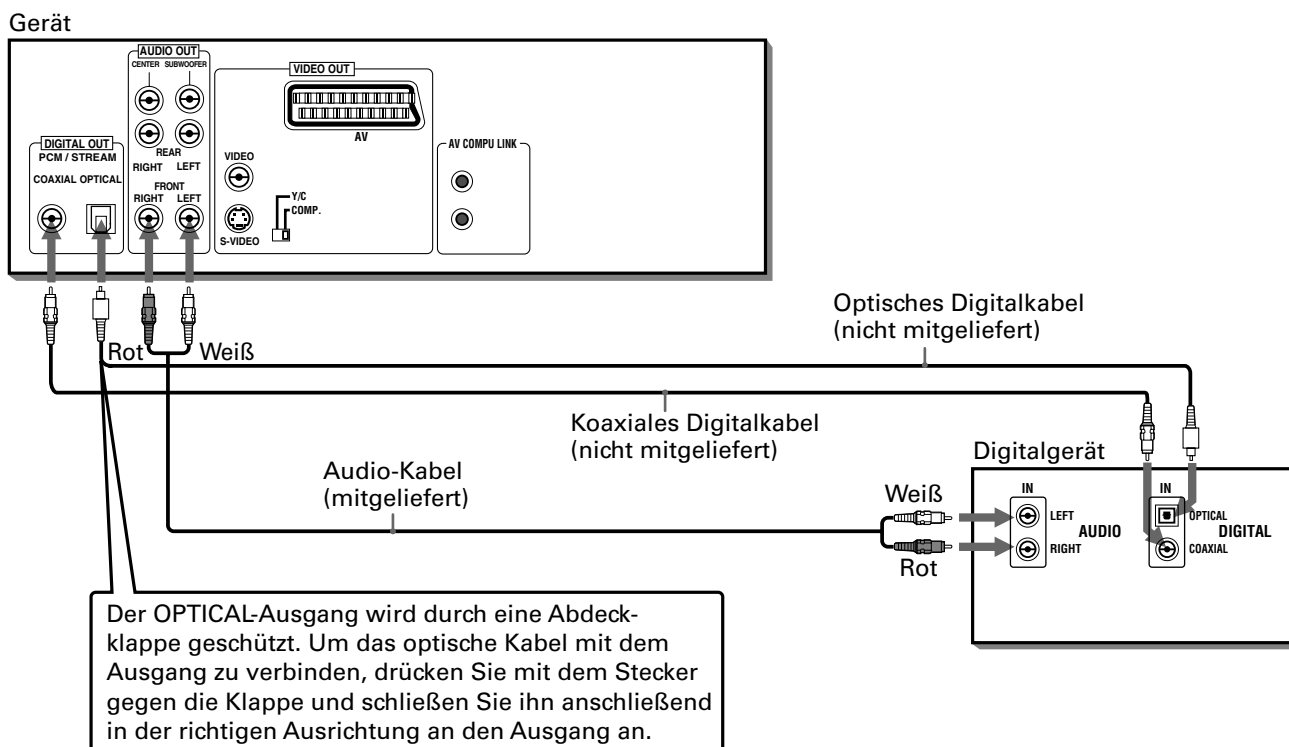 Gerät
AUDIO OUT
CENTER SUBWOOFER
VIDEO OUT
AV
DIGITAL OUT
PCM / STREAM
REAR
RIGHT LEFT
COAXIAL OPTICAL
FRONT
RIGHT LEFT
VIDEO
S-VIDEO
Y/C
COMP.
AV COMPU LINK
Rot
Weiß
Optisches Digitalkabel
(nicht mitgeliefert)
Koaxiales Digitalkabel
(nicht mitgeliefert)
Audio-Kabel
(mitgeliefert)
Digitalgerät
Weiß
Rot
IN
LEFT
RIGHT
AUDIO
IN
OPTICAL
COAXIAL
DIGITAL
Der OPTICAL-Ausgang wird durch eine Abdeck-
klappe geschützt. Um das optische Kabel mit dem
Ausgang zu verbinden, drücken Sie mit dem Stecker
gegen die Klappe und schließen Sie ihn anschließend
in der richtigen Ausrichtung an den Ausgang an.